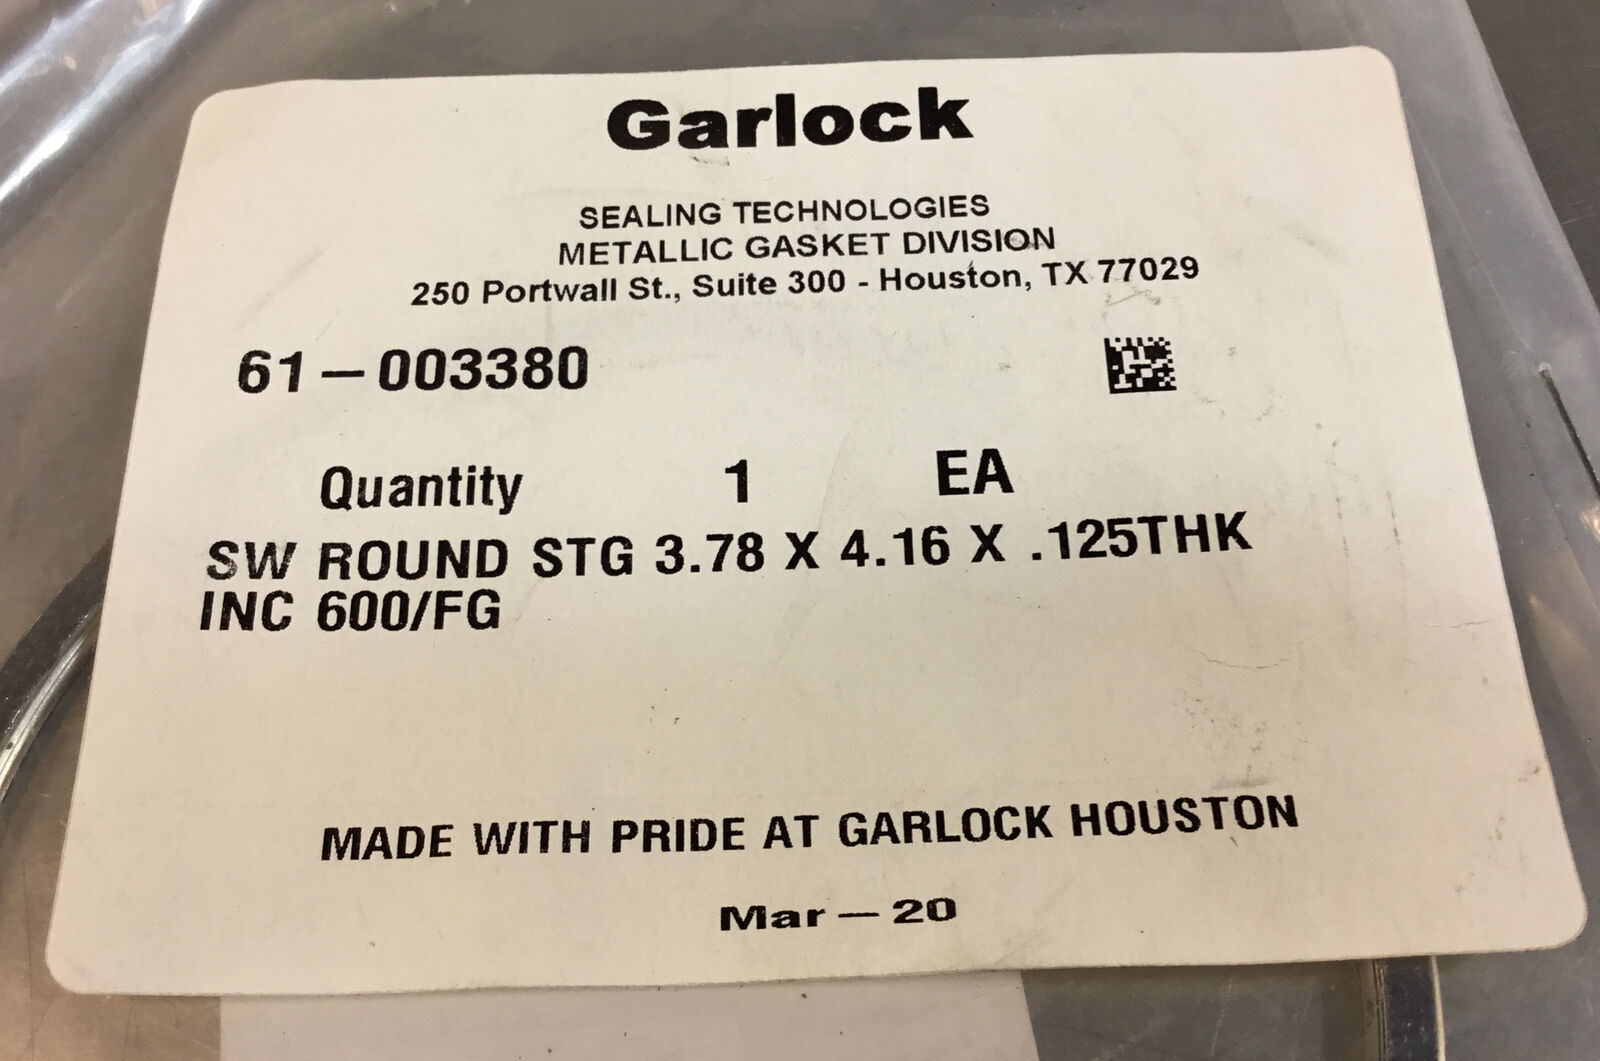 Garlock
SEALING TECHNOLOGIES
METALLIC GASKET DIVISION
250 Portwall St., Suite 300 - Houston, TX 77029
61-003380
Quantity 1 EA
SW ROUND STG 3.78 X 4.16 X .125THK
INC 600/FG
MADE WITH PRIDE AT GARLOCK HOUSTON
Mar-20